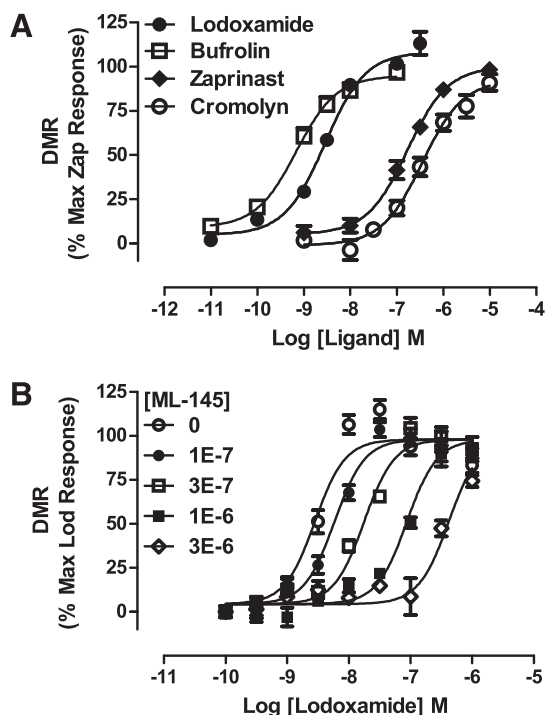 A
DMR
(% Max Zap Response)
125
100
75
50
25
0
Lodoxamide
Bufrolin
Zaprinast
Cromolyn
-12 -11 -10 -9 -8 -7 -6 -5 -4
Log [Ligand] M
B
DMR
(% Max Lod Response)
125
100
75
50
25
0
[ML-145]
0
1E-7
3E-7
1E-6
3E-6
-11 -10 -9 -8 -7 -6 -5
Log [Lodoxamide] M